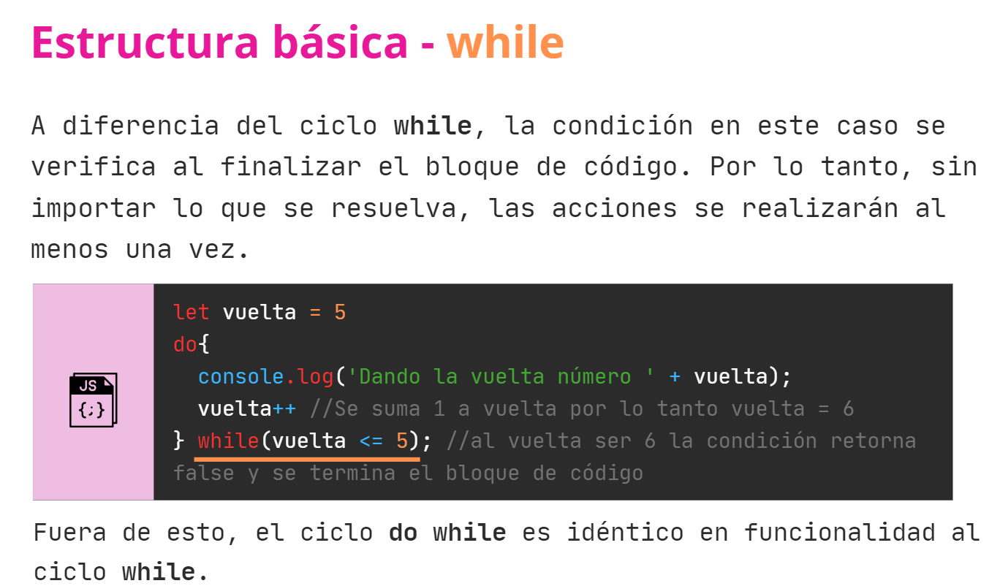 Estructura básica - while
A diferencia del ciclo while, la condición en este caso se
verifica al finalizar el bloque de código. Por lo tanto, sin
importar lo que se resuelva, las acciones se realizarán al
menos una vez.
let vuelta = 5
do{
console.log('Dando la vuelta número ' + vuelta);
vuelta++ //Se suma 1 a vuelta por lo tanto vuelta = 6
} while(vuelta <= 5); //al vuelta ser 6 la condición retorna
false y se termina el bloque de código
JS
{;}
Fuera de esto, el ciclo do while es idéntico en funcionalidad al
ciclo while.